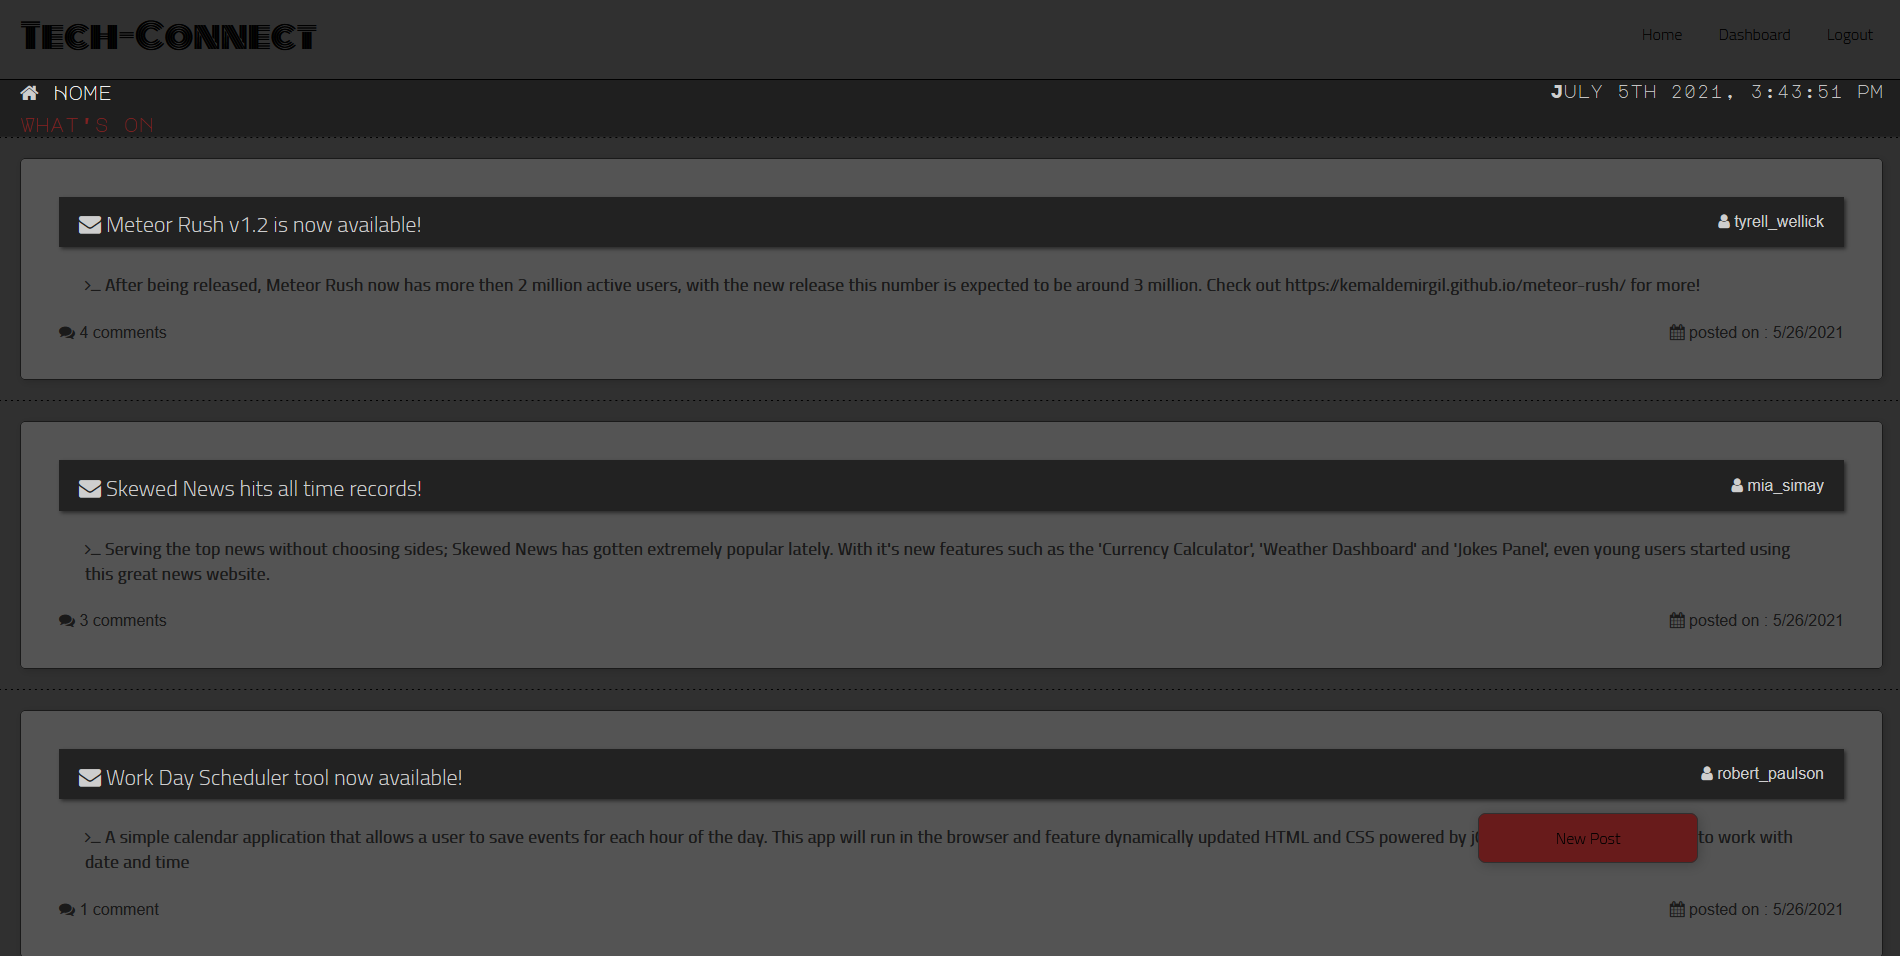 Tech-Connect
Home Dashboard Logout
HOME
JULY 5TH 2021, 3:43:51 PM
WHAT'S ON
Meteor Rush v1.2 is now available!
tyrell_wellick
>_ After being released, Meteor Rush now has more then 2 million active users, with the new release this number is expected to be around 3 million. Check out https://kemaldemirgil.github.io/meteor-rush/ for more!
4 comments
posted on : 5/26/2021
Skewed News hits all time records!
mia_simay
>_ Serving the top news without choosing sides; Skewed News has gotten extremely popular lately. With it's new features such as the 'Currency Calculator', 'Weather Dashboard' and 'Jokes Panel', even young users started using
this great news website.
3 comments
posted on : 5/26/2021
Work Day Scheduler tool now available!
robert_paulson
>_ A simple calendar application that allows a user to save events for each hour of the day. This app will run in the browser and feature dynamically updated HTML and CSS powered by to work with
New Post
date and time
1 comment
posted on : 5/26/2021